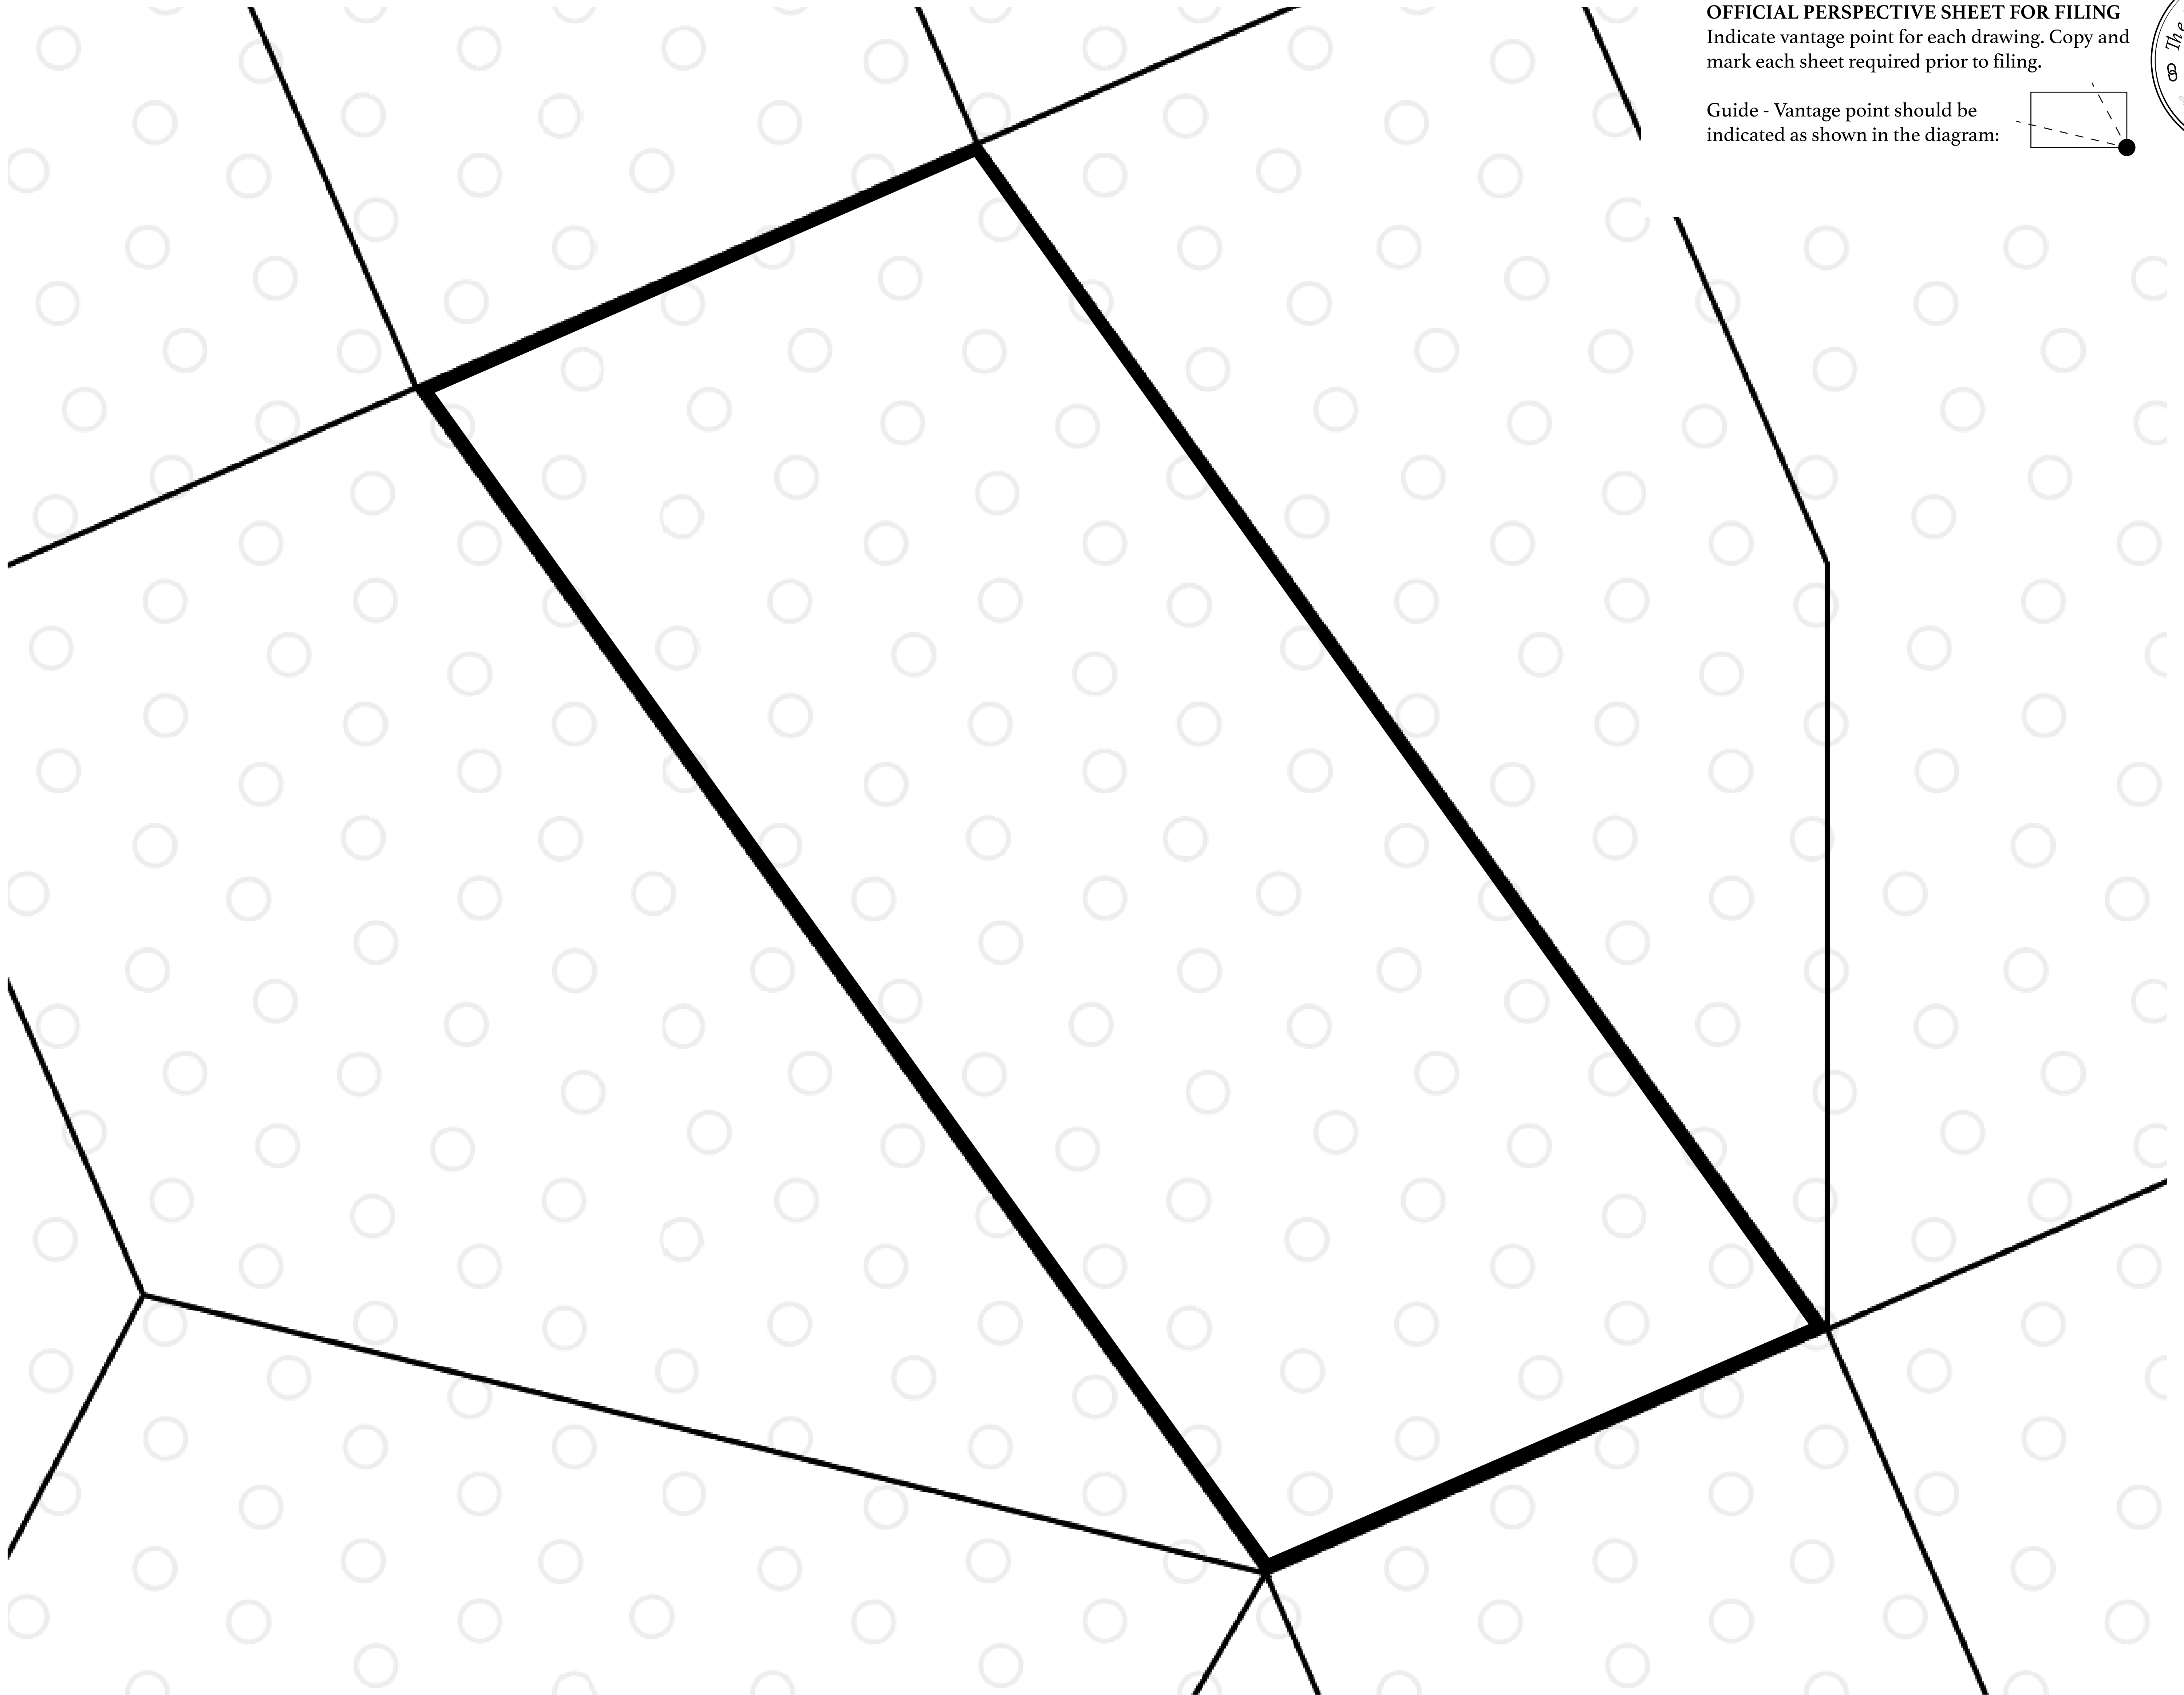 OFFICIAL PERSPECTIVE SHEET FOR FILING
Indicate vantage point for each drawing. Copy and
mark each sheet required prior to filing.
Guide - Vantage point should be
indicated as shown in the diagram:
The